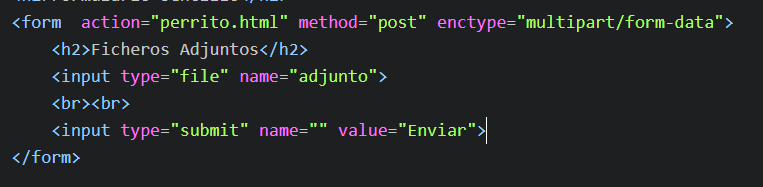 <form  action="perrito.html" method="post" enctype="multipart/form-data">
    <h2>Ficheros Adjuntos</h2>
    <input type="file" name="adjunto">
    <br><br>
    <input type="submit" name="" value="Enviar">
</form>